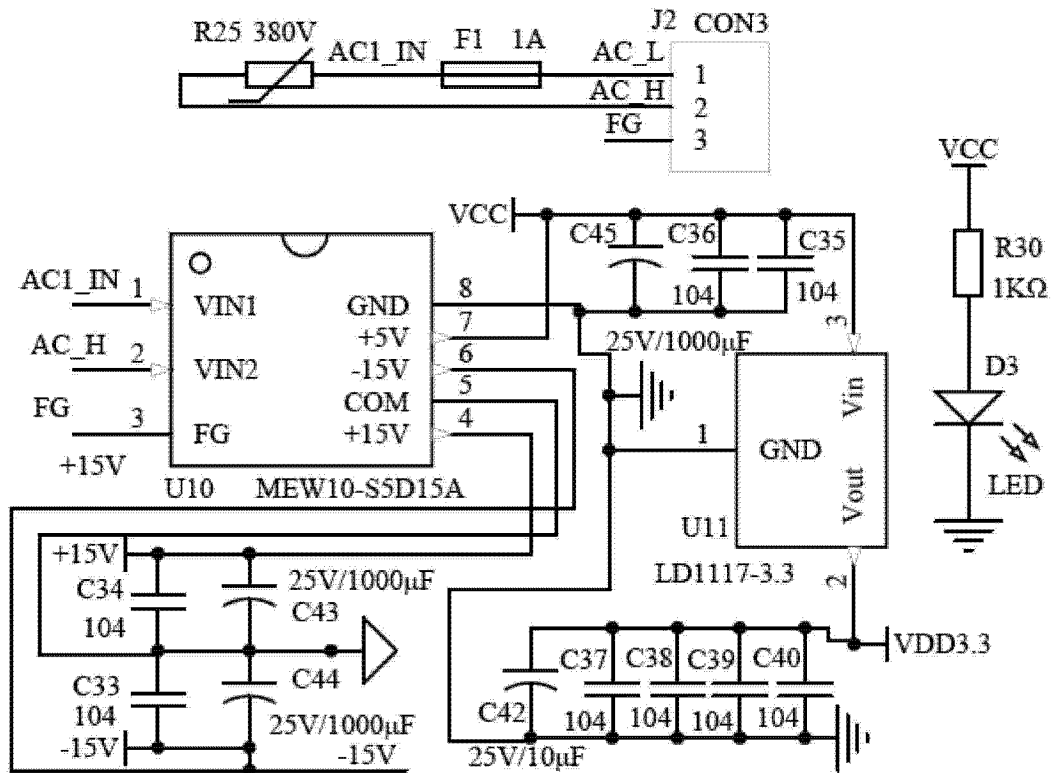 J2 CON3
R25 380V
AC1_IN
F1 1A
AC_L
1
AC_H
2
FG
3
VCC
VCC
C45
C36
C35
R30
1KΩ
104
104
25V/1000μF
AC1_IN
1
VIN1
GND
8
+5V
7
AC_H
2
VIN2
-15V
6
COM
5
FG
3
FG
+15V
4
+15V
U10
MEW10-S5D15A
3
Vin
1
GND
Vout
U11
LD1117-3.3
2
D3
LED
+15V
C34
104
25V/1000μF
C43
C33
104
C44
25V/1000μF
-15V
-15V
VDD3.3
C37
C38
C39
C40
C42
104
104
104
104
25V/10μF